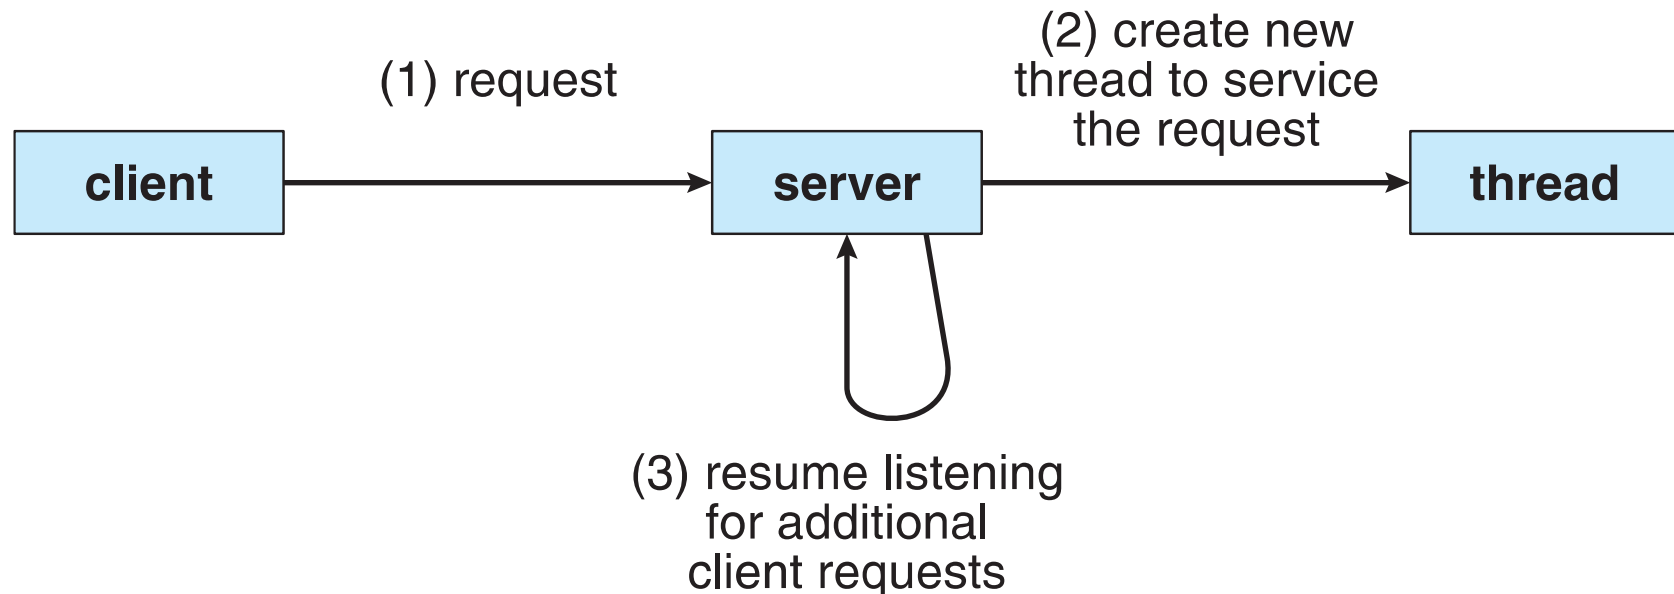 (1) request
(2) create new
thread to service
the request
client
server
thread
(3) resume listening
for additional
client requests